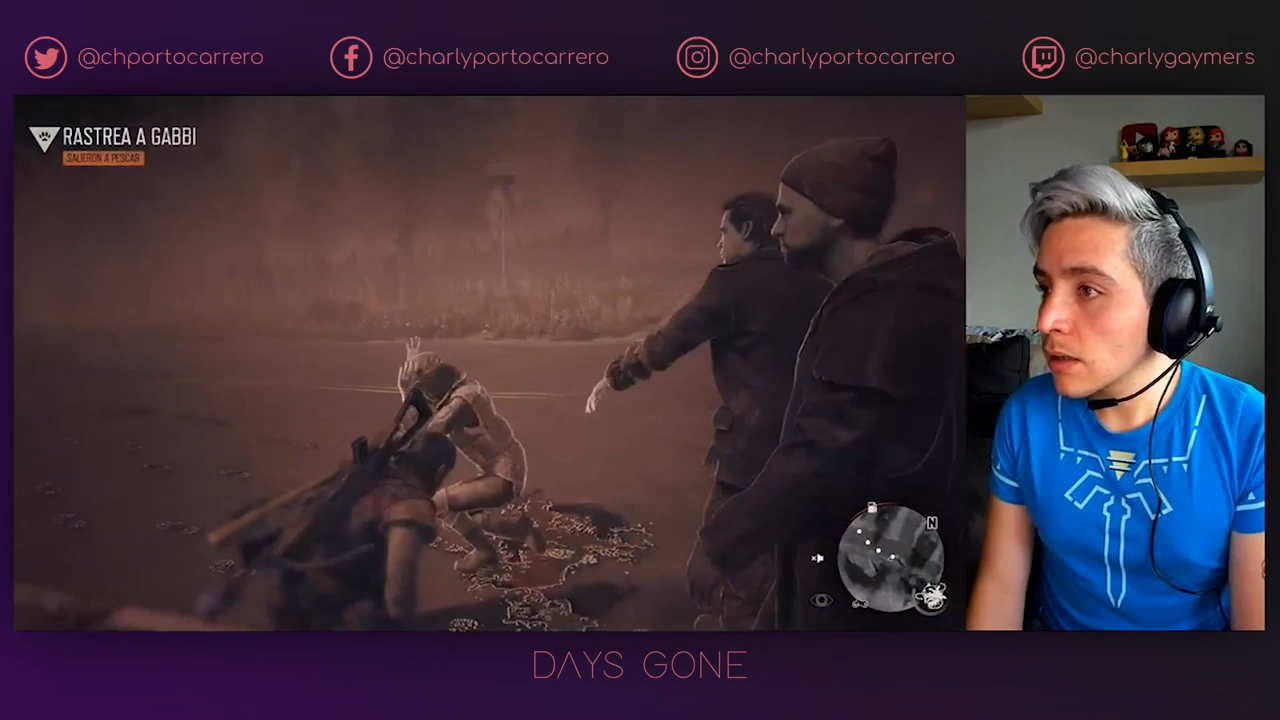 @chportocarrero
@charlyportocarrero
@charlyportocarrero
@charlygaymers
RASTREA A GABBI
SALIERON A PESCAR
N
DAYS GONE